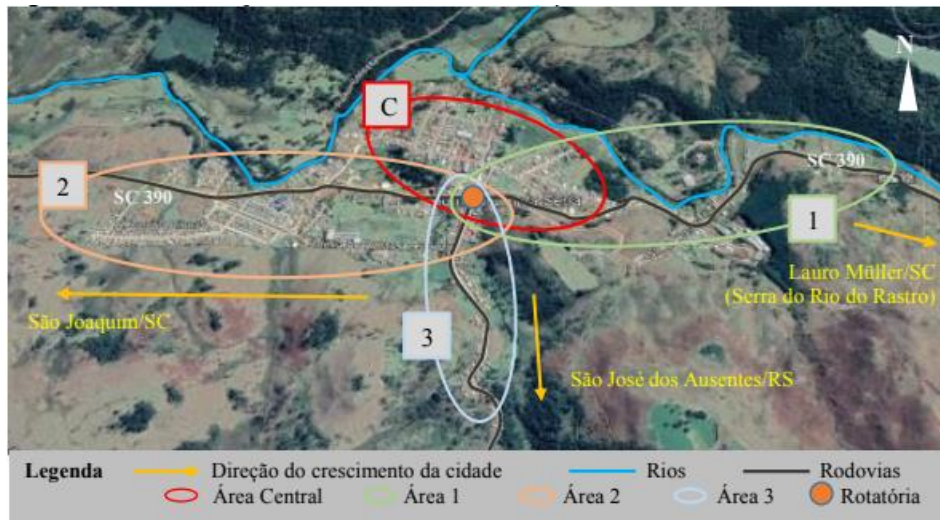 N
C
2
SC 390
SC 390
1
Lauro Müller/SC
(Serra do Rio do Rastro)
São Joaquim/SC
3
São José dos Ausentes/RS
Legenda
Direção do crescimento da cidade
Rios
Rodovias
Área Central
Área 1
Área 2
Área 3
Rotatória